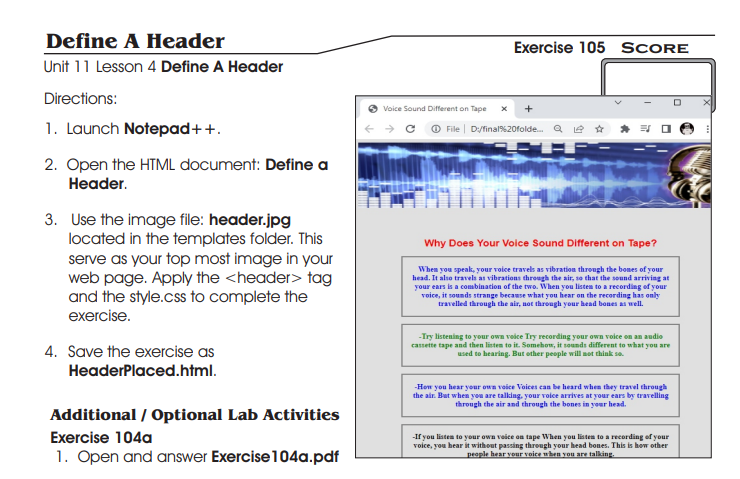 Define A Header
Exercise 105 SCORE
Unit 11 Lesson 4 Define A Header
Directions:
1. Launch Notepad++.
2. Open the HTML document: Define a
Header.
3. Use the image file: header.jpg
located in the templates folder. This
serve as your top most image in your
web page. Apply the <header> tag
and the style.css to complete the
exercise.
4. Save the exercise as
HeaderPlaced.html.
Additional / Optional Lab Activities
Exercise 104a
1. Open and answer Exercise104a.pdf
Voice Sound Different on Tape
File | D:/final%20folde...
Why Does Your Voice Sound Different on Tape?
When you speak, your voice travels as vibration through the bones of your
head. It also travels as vibrations through the air, so that the sound arriving at
your ears is a combination of the two. When you listen to a recording of your
voice, it sounds strange because what you hear on the recording has only
travelled through the air, not through your head bones as well.
-Try listening to your own voice Try recording your own voice on an audio
cassette tape and then listen to it. Somehow, it sounds different to what you are
used to hearing. But other people will not think so.
-How you hear your own voice Voices can be heard when they travel through
the air. But when you are talking, your voice arrives at your ears by travelling
through the air and through the bones in your head.
-If you listen to your own voice on tape When you listen to a recording of your
voice, you hear it without passing through your head bones. This is how other
people hear your voice when you are talking.